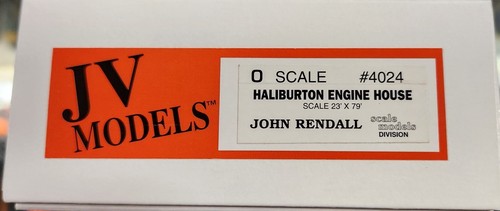 JV
MODELS™
O SCALE #4024
HALIBURTON ENGINE HOUSE
SCALE 23' X 79'
JOHN RENDALL
scale
models
DIVISION